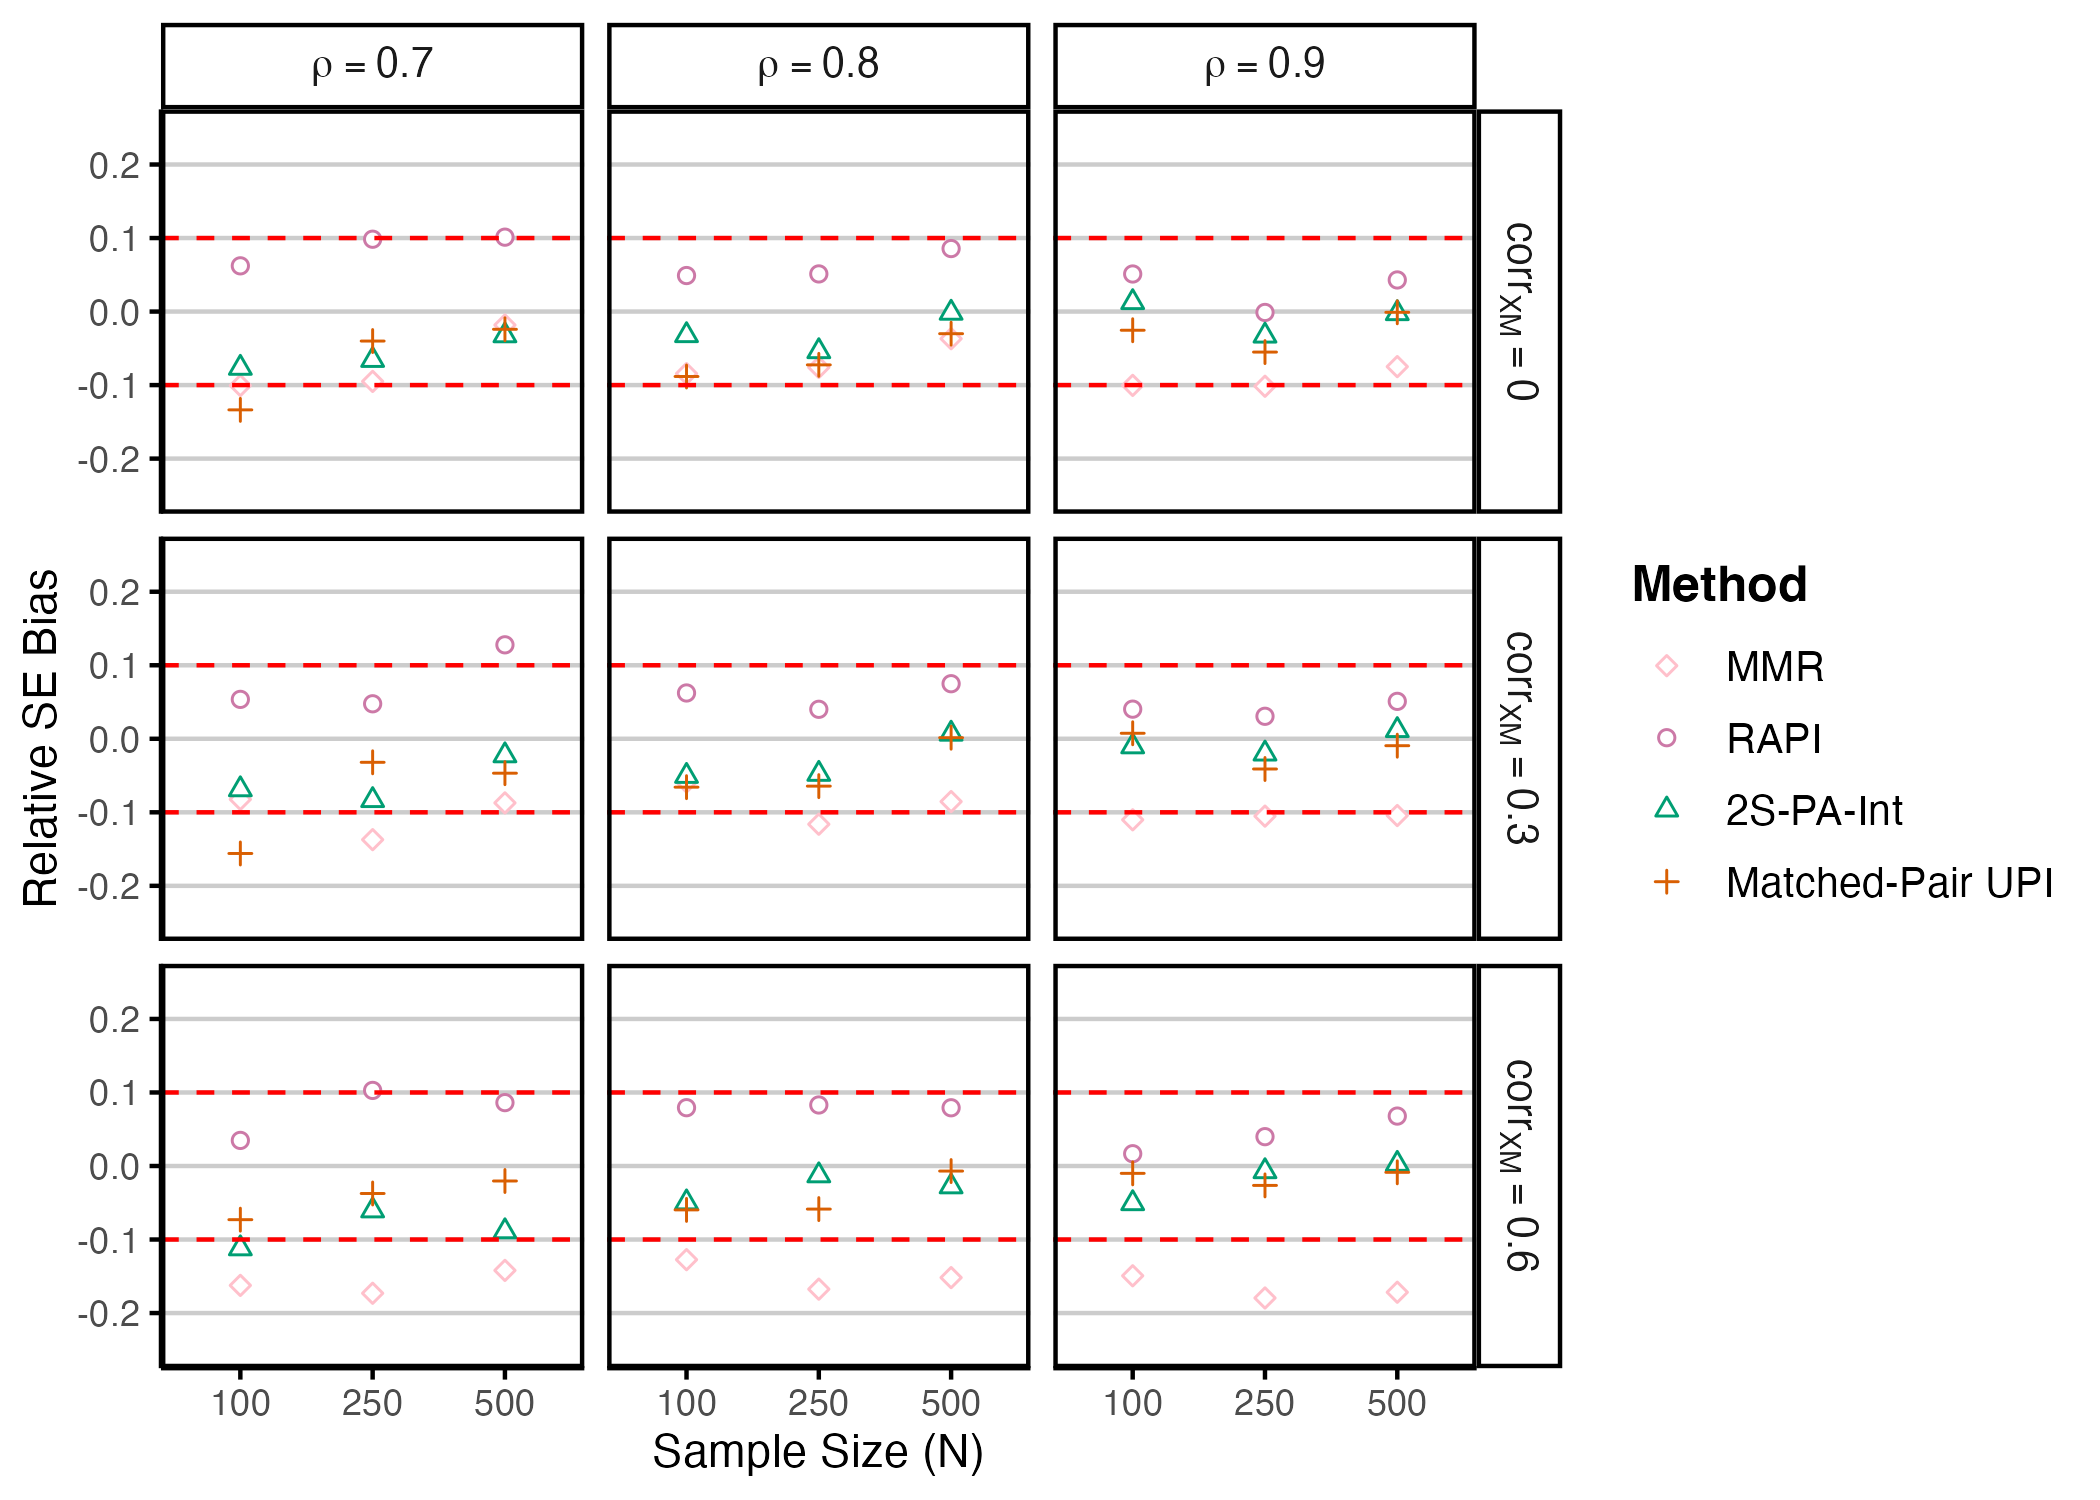 ρ = 0.7
ρ = 0.8
ρ = 0.9
0.2
0.1
0.0
-0.1
-0.2
corrXM = 0
0.2
0.1
0.0
-0.1
-0.2
corrXM = 0.3
0.2
0.1
0.0
-0.1
-0.2
corrXM = 0.6
Relative SE Bias
100 250 500
100 250 500
100 250 500
Sample Size (N)
Method
MMR
RAPI
2S-PA-Int
Matched-Pair UPI